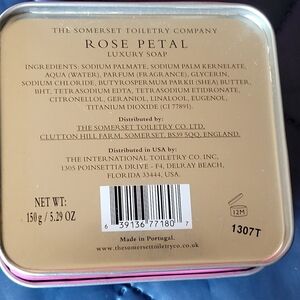 THE SOMERSET TOILETRY COMPANY
ROSE PETAL
LUXURY SOAP
INGREDIENTS: SODIUM PALMATE, SODIUM PALM KERNELATE,
AQUA (WATER), PARFUM (FRAGRANCE), GLYCERIN,
SODIUM CHLORIDE, BUTYROSPERMUM PARKII (SHEA) BUTTER,
BHT, TETRASODIUM EDTA, TETRASODIUM ETIDRONATE,
CITRONELLOL, GERANIOL, LINALOOL, EUGENOL,
TITANIUM DIOXIDE (CI 77891).
Distributed by:
THE SOMERSET TOILETRY CO. LTD.
CLUTTON HILL FARM, SOMERSET, BS39 5QQ, ENGLAND.
Distributed in USA by:
THE INTERNATIONAL TOILETRY CO. INC,
1305 POINSETTIA DRIVE - F4, DELRAY BEACH,
FLORIDA 33444, USA.
NET WT:
150 g / 5.29 OZ
6 39136 77180 7
12M
1307T
Made in Portugal.
www.thesomersettoiletryco.co.uk